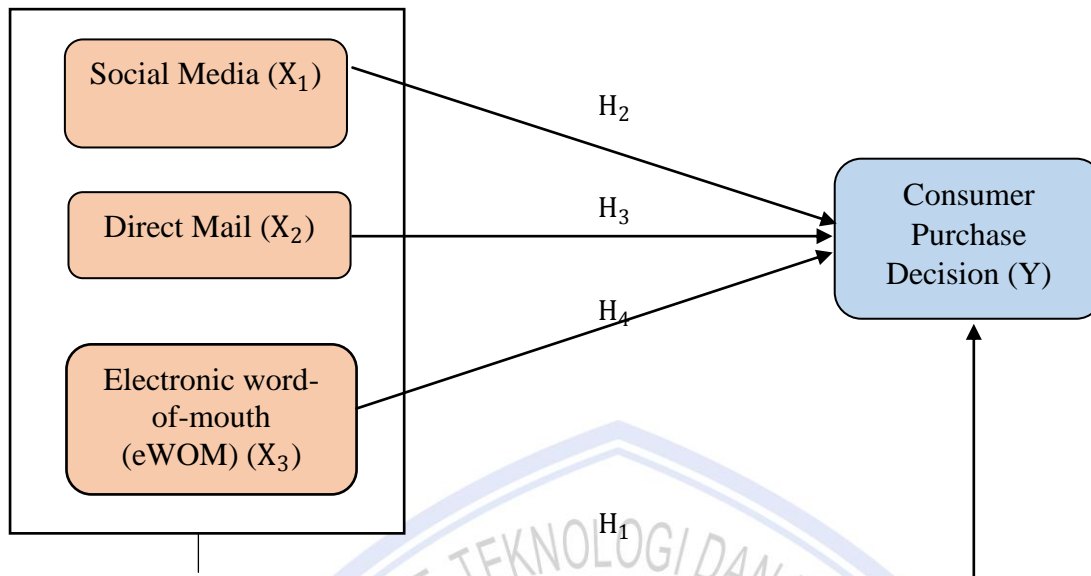 Social Media (X₁)
H₂
Consumer
Purchase
Decision (Y)
Direct Mail (X₂)
H₃
H₄
Electronic word-
of-mouth
(eWOM) (X₃)
H₁
TEKNOLOGI DAN